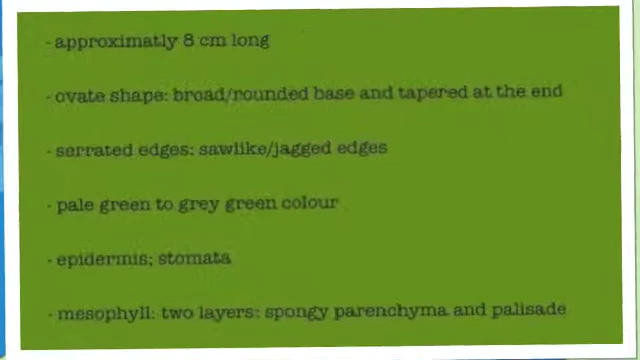 - approximatly 8 cm long
- ovate shape: broad/rounded base and tapered at the end
- serrated edges: sawlike/jagged edges
- pale green to grey green colour
- epidermis; stomata
- mesophyll: two layers: spongy parenchyma and palisade